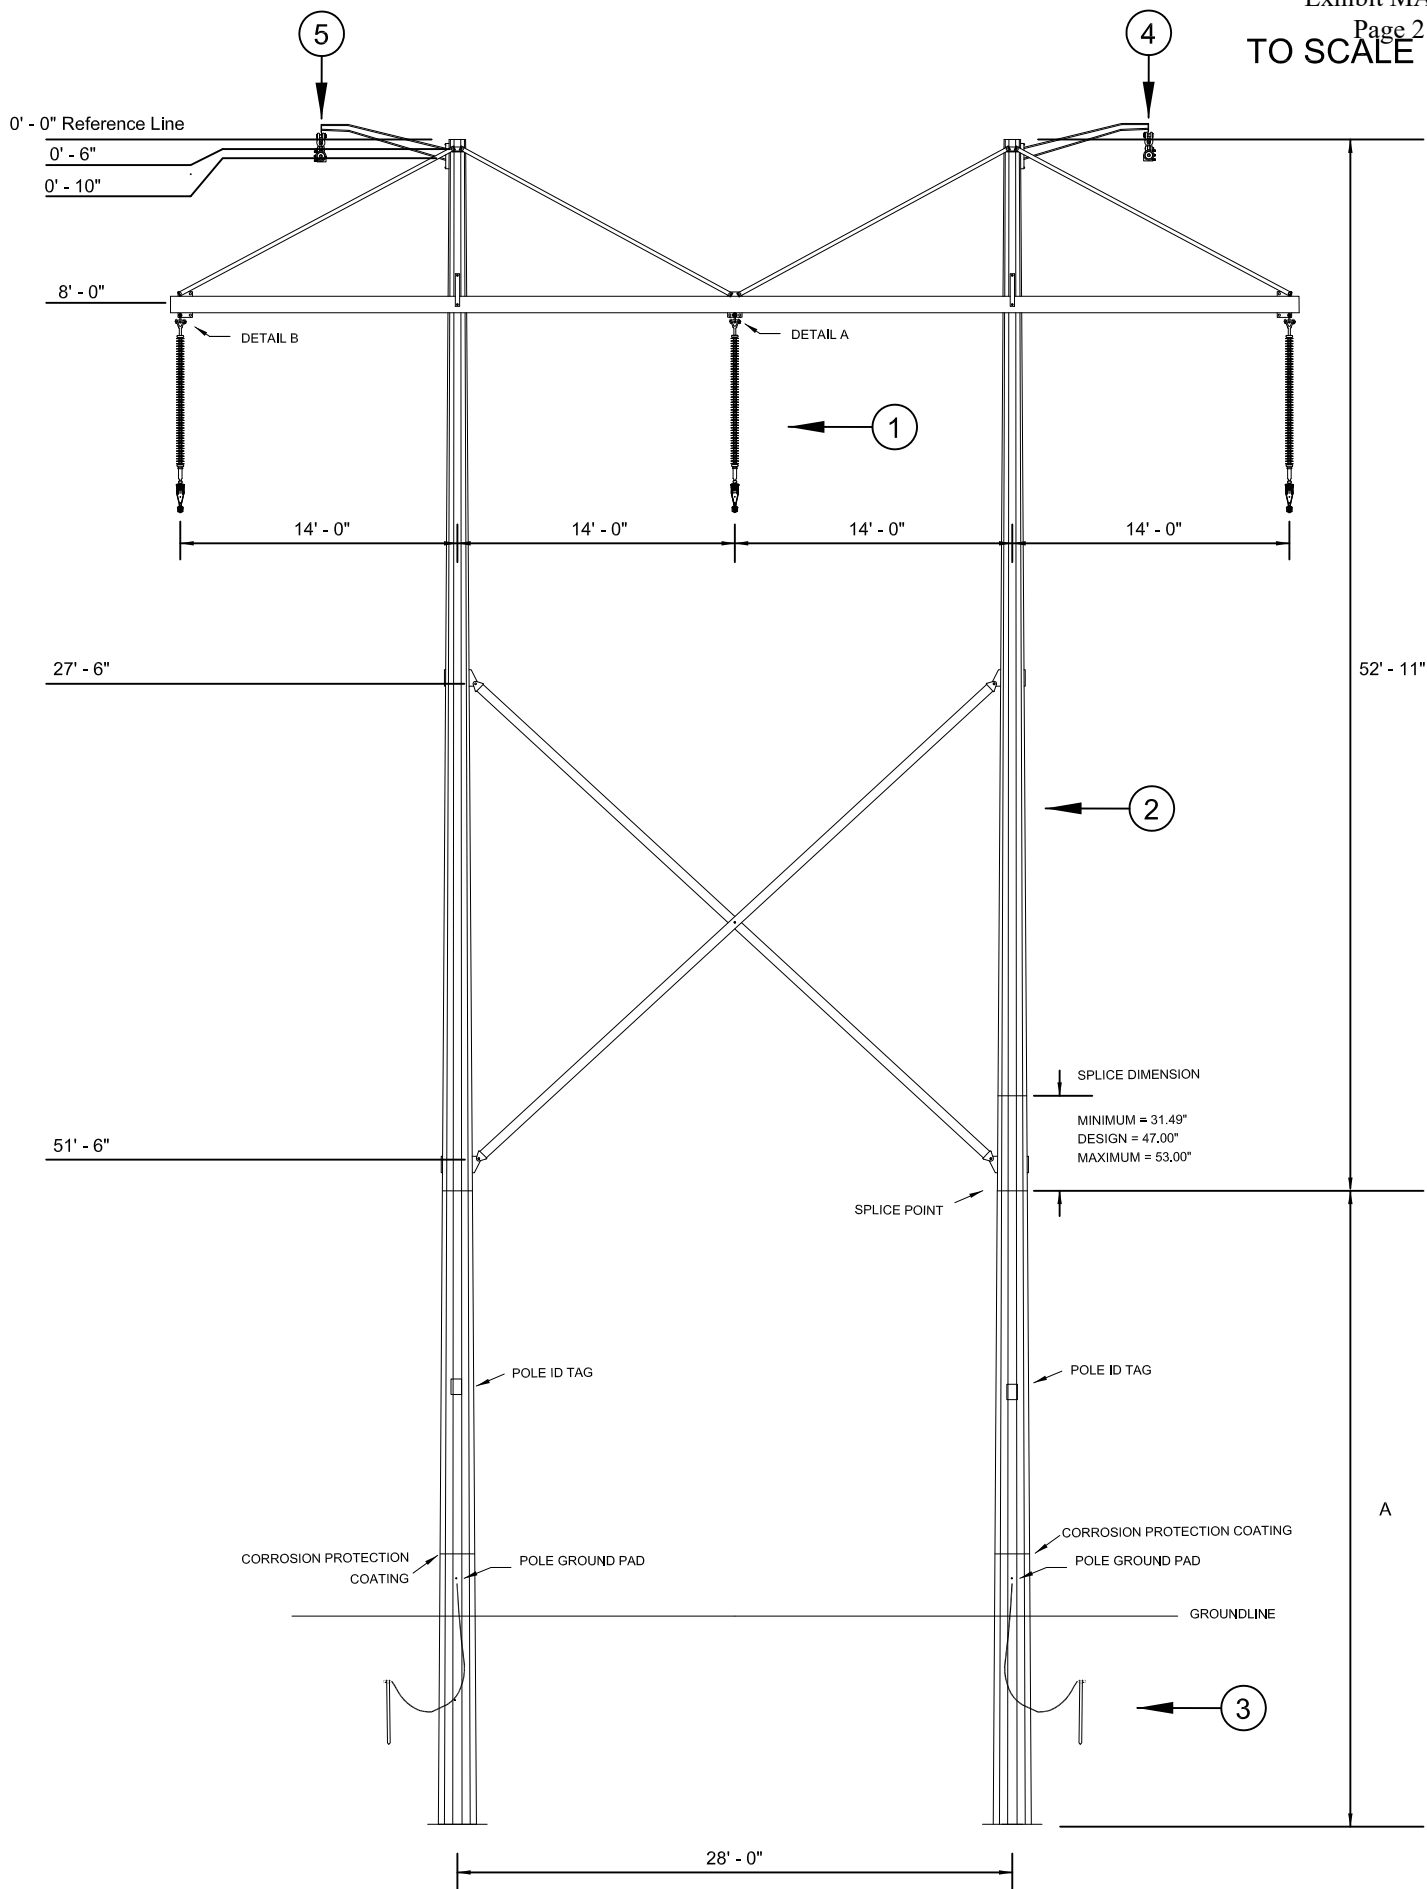 Exhibit MA
Page 2
TO SCALE
5
4
0' - 0" Reference Line
0' - 6"
0' - 10"
8' - 0"
DETAIL B
DETAIL A
1
14' - 0"
14' - 0"
14' - 0"
14' - 0"
27' - 6"
52' - 11"
2
SPLICE DIMENSION
MINIMUM = 31.49"
DESIGN = 47.00"
MAXIMUM = 53.00"
51' - 6"
SPLICE POINT
POLE ID TAG
POLE ID TAG
A
CORROSION PROTECTION
COATING
POLE GROUND PAD
CORROSION PROTECTION COATING
POLE GROUND PAD
GROUNDLINE
3
28' - 0"